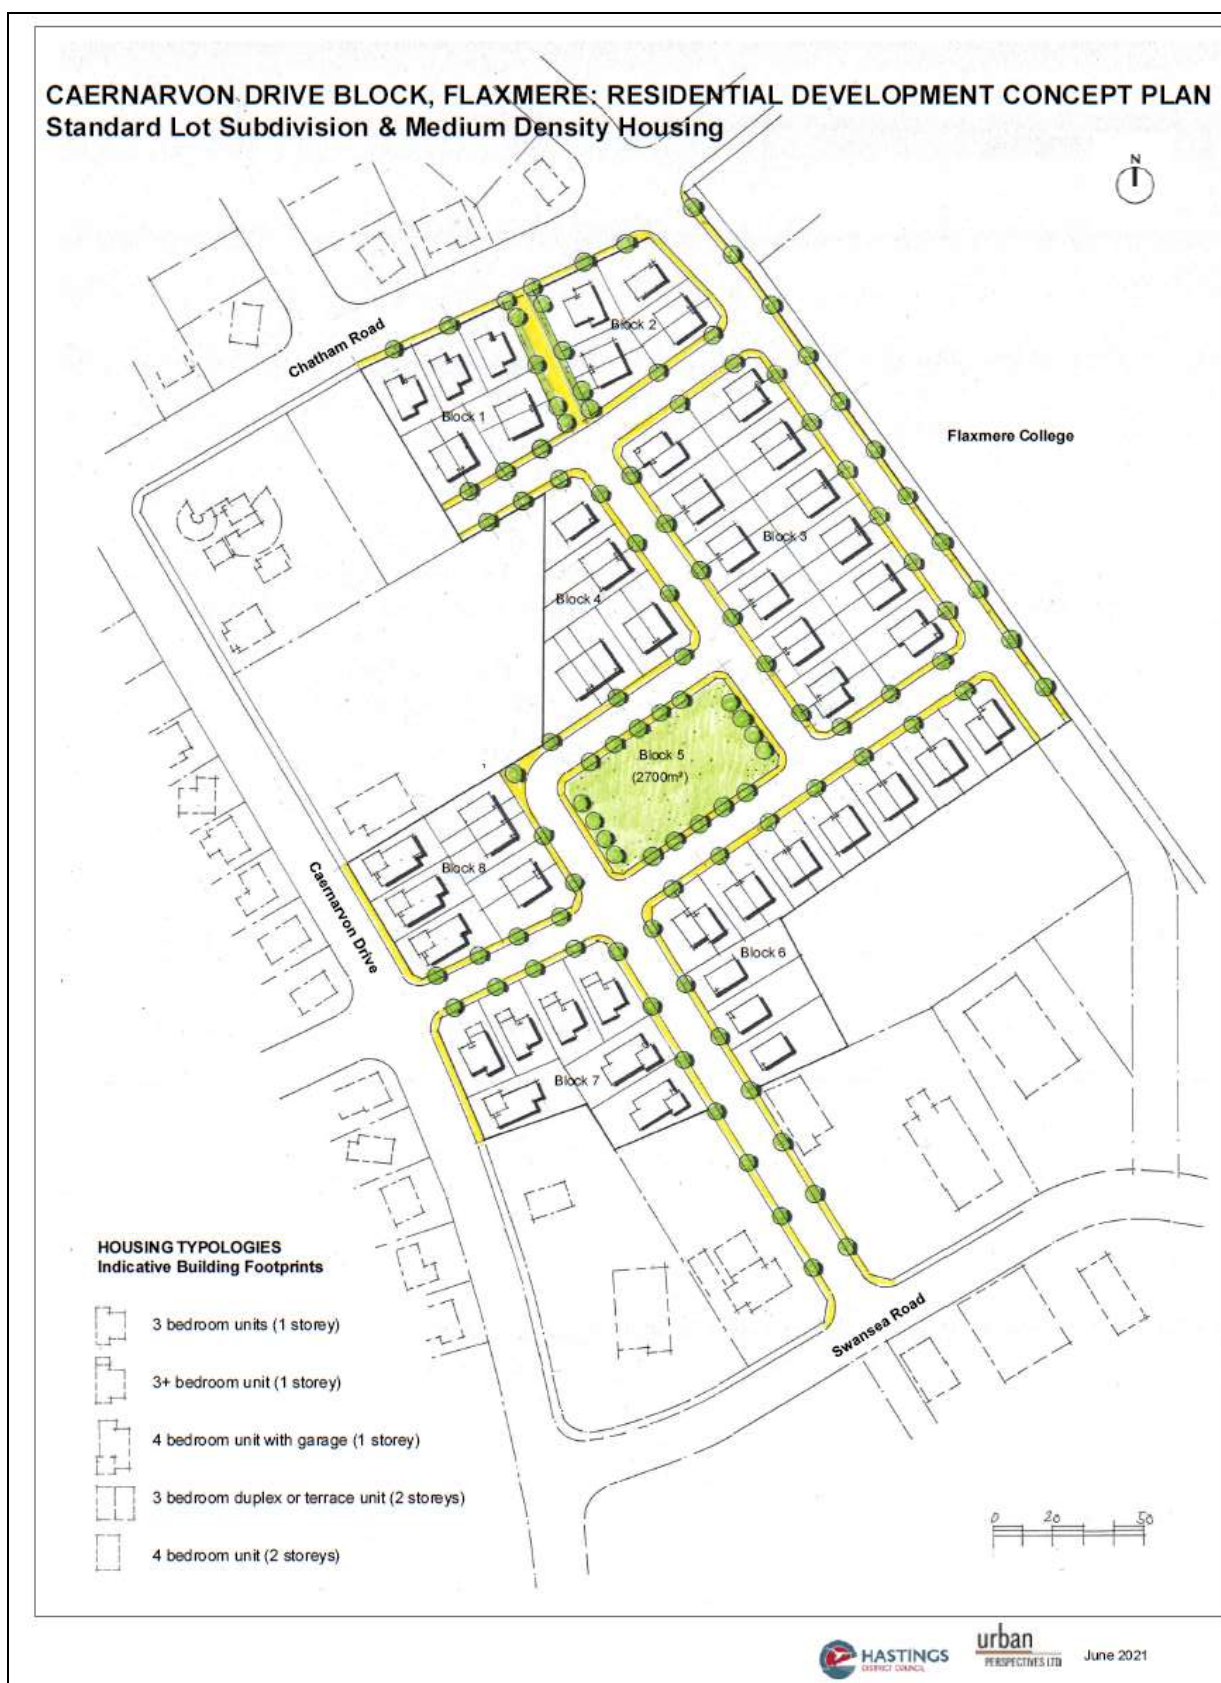 CAERNARVON DRIVE BLOCK, FLAXMERE: RESIDENTIAL DEVELOPMENT CONCEPT PLAN
Standard Lot Subdivision & Medium Density Housing
N
Chatham Road
Block 2
Block 1
Flaxmere College
Block 3
Block 4
Block 5
(2700m²)
Block 8
Caernarvon Drive
Block 6
Block 7
HOUSING TYPOLOGIES
Indicative Building Footprints
3 bedroom units (1 storey)
3+ bedroom unit (1 storey)
4 bedroom unit with garage (1 storey)
3 bedroom duplex or terrace unit (2 storeys)
4 bedroom unit (2 storeys)
Swansea Road
0 20 50
HASTINGS
DISTRICT COUNCIL
urban
PERSPECTIVES LTD
June 2021